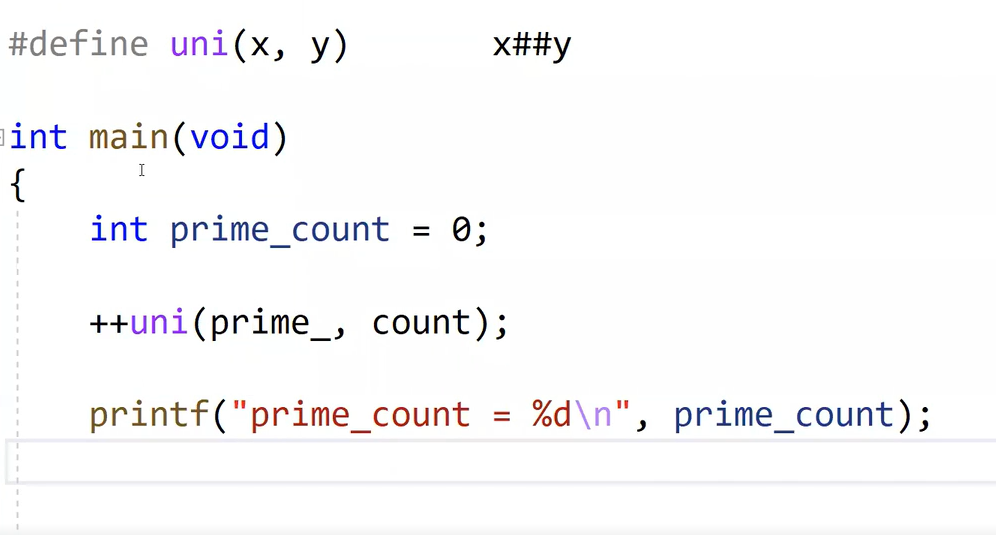 #define uni(x, y)        x##y
int main(void)
{
    int prime_count = 0;
    ++uni(prime_, count);
    printf("prime_count = %d\n", prime_count);